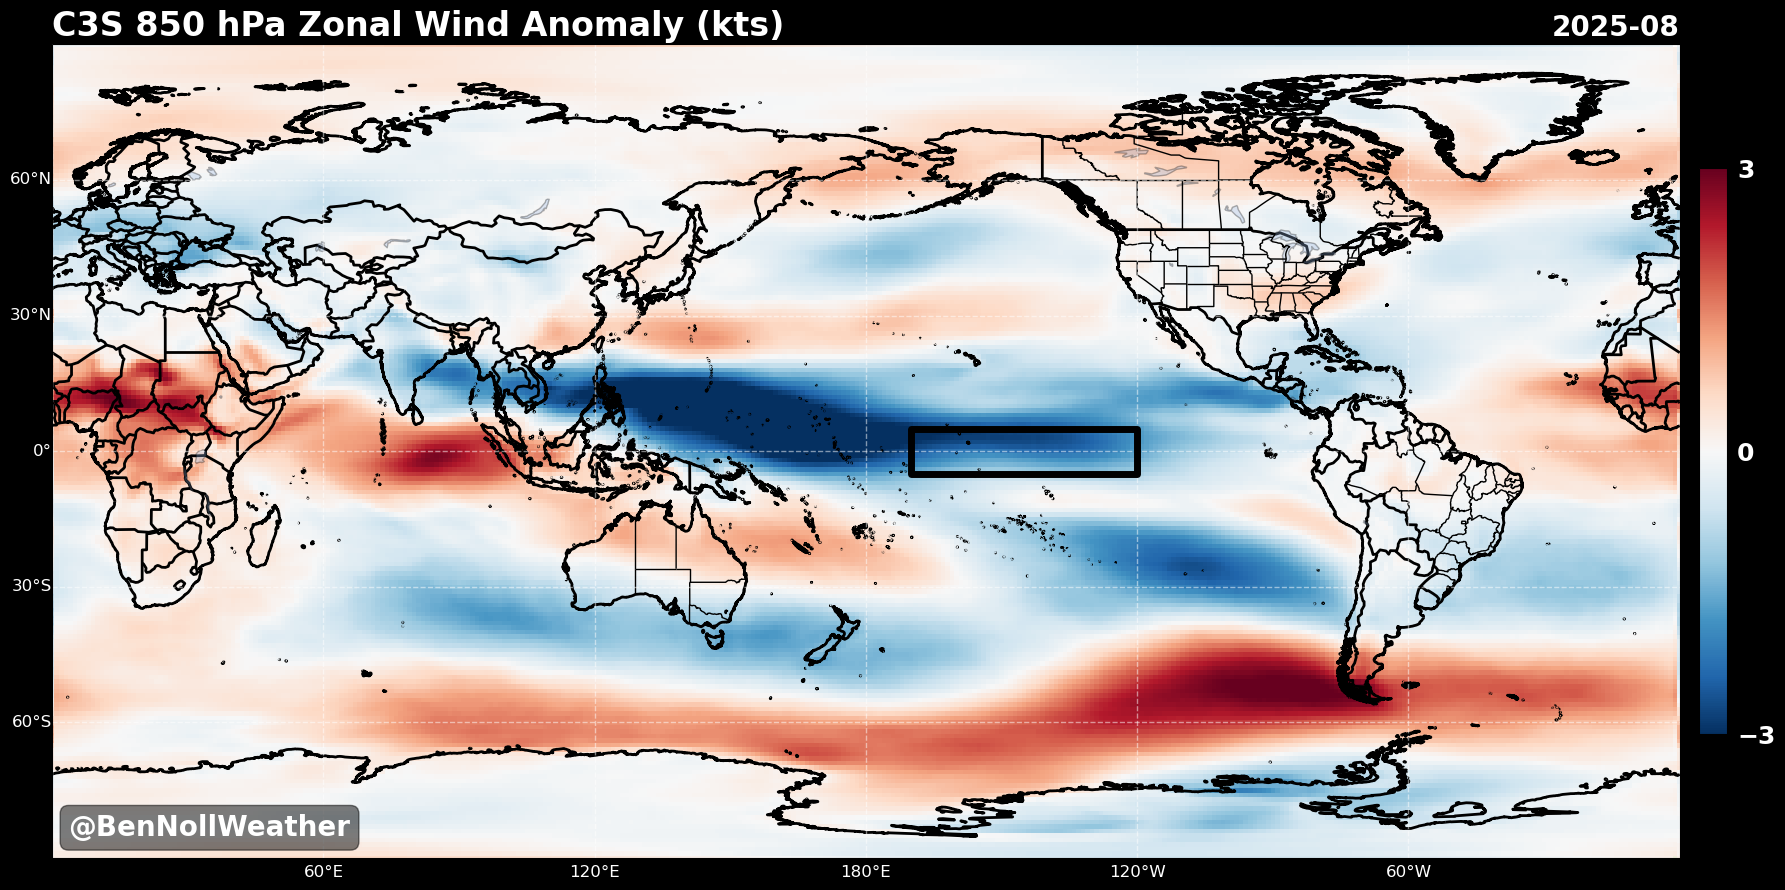 C3S 850 hPa Zonal Wind Anomaly (kts)
2025-08
60°N
30°N
0°
30°S
60°S
60°E
120°E
180°E
120°W
60°W
3
0
−3
@BenNollWeather